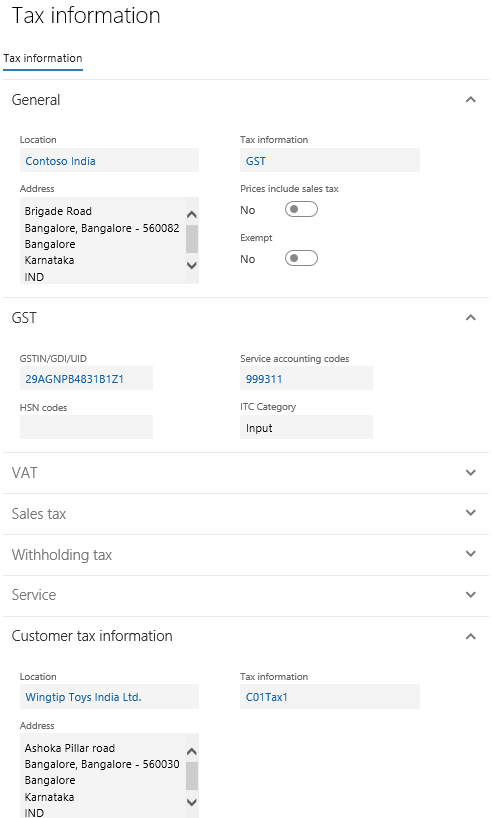 Tax information
Tax information
General
Location
Contoso India
Tax information
GST
Address
Brigade Road
Bangalore, Bangalore - 560082
Bangalore
Karnataka
IND
Prices include sales tax
No
Exempt
No
GST
GSTIN/GDI/UID
29AGNPB4831B1Z1
Service accounting codes
999311
HSN codes
ITC Category
Input
VAT
Sales tax
Withholding tax
Service
Customer tax information
Location
Wingtip Toys India Ltd.
Tax information
C01Tax1
Address
Ashoka Pillar road
Bangalore, Bangalore - 560030
Bangalore
Karnataka
IND